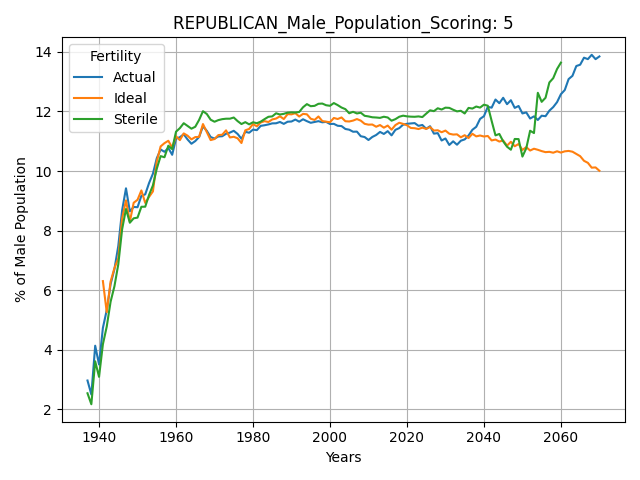 REPUBLICAN_Male_Population_Scoring: 5
Fertility
Actual
Ideal
Sterile
% of Male Population
14
12
10
8
6
4
2
1940 1960 1980 2000 2020 2040 2060
Years